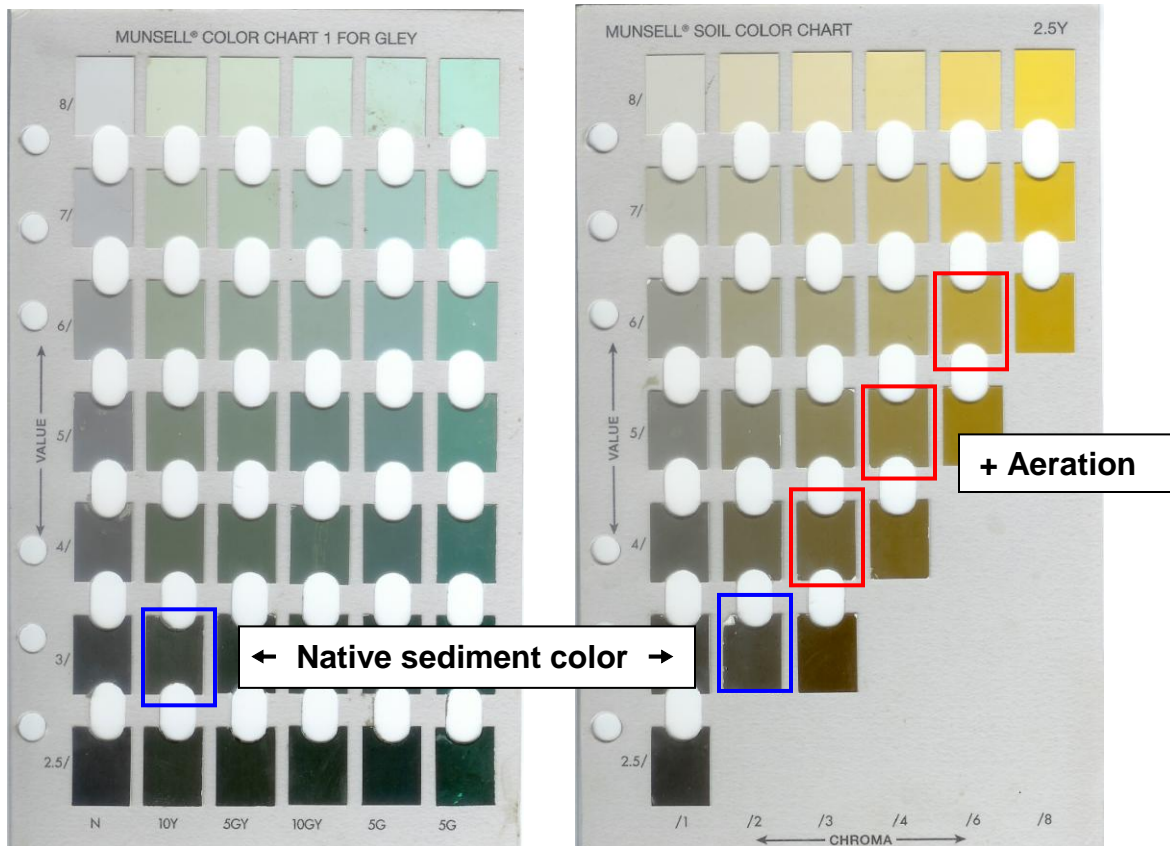 MUNSELL® COLOR CHART 1 FOR GLEY
8/
7/
6/
VALUE
5/
4/
3/
2.5/
N 10Y 5GY 10GY 5G 5G
MUNSELL® SOIL COLOR CHART 2.5Y
8/
7/
6/
VALUE
5/
4/
2.5/
/1 /2 /3 /4 /6 /8
← CHROMA →
+ Aeration
← Native sediment color →